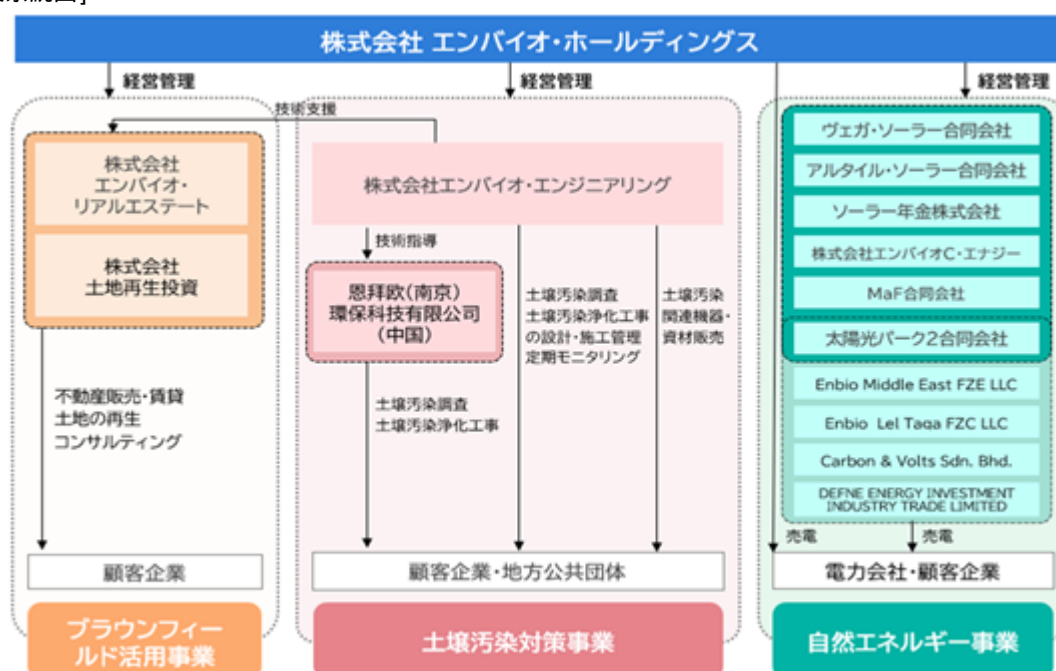 株式会社 エンバイオ・ホールディングス
経営管理
経営管理
経営管理
技術支援
株式会社
エンバイオ・
リアルエステート
株式会社
土地再生投資
不動産販売・賃貸
土地の再生
コンサルティング
顧客企業
ブラウンフィー
ルド活用事業
株式会社エンバイオ・エンジニアリング
技術指導
恩拜欧(南京)
環保科技有限公司
(中国)
土壌汚染調査
土壌汚染浄化工事
土壌汚染調査
土壌汚染浄化工事
の設計・施工管理
定期モニタリング
土壌汚染
関連機器・
資材販売
顧客企業・地方公共団体
土壌汚染対策事業
ヴェガ・ソーラー合同会社
アルタイル・ソーラー合同会社
ソーラー年金株式会社
株式会社エンバイオC・エナジー
MaF合同会社
太陽光パーク2合同会社
Enbio Middle East FZE LLC
Enbio Lel Taqa FZC LLC
Carbon & Volts Sdn. Bhd.
DEFNE ENERGY INVESTMENT
INDUSTRY TRADE LIMITED
売電
売電
電力会社・顧客企業
自然エネルギー事業